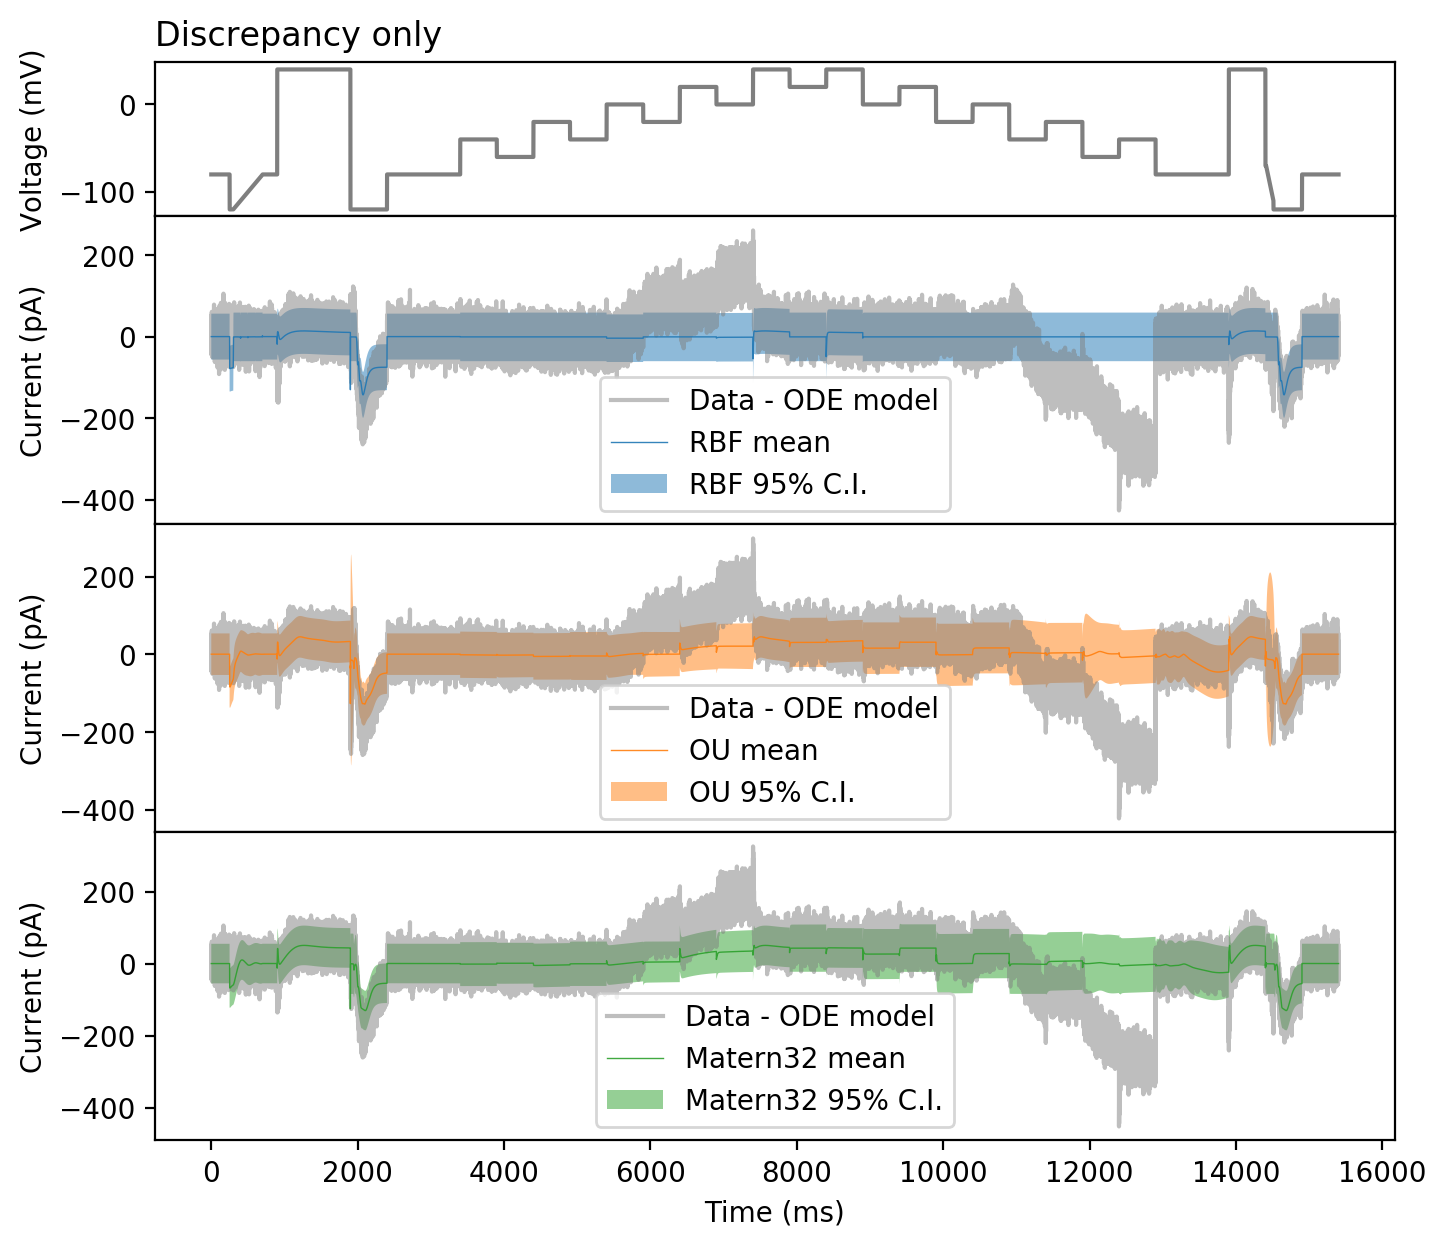 Discrepancy only
Voltage (mV)
0
−100
Current (pA)
200
0
−200
−400
Data - ODE model
RBF mean
RBF 95% C.I.
Current (pA)
200
0
−200
−400
Data - ODE model
OU mean
OU 95% C.I.
Current (pA)
200
0
−200
−400
Data - ODE model
Matern32 mean
Matern32 95% C.I.
0 2000 4000 6000 8000 10000 12000 14000 16000
Time (ms)